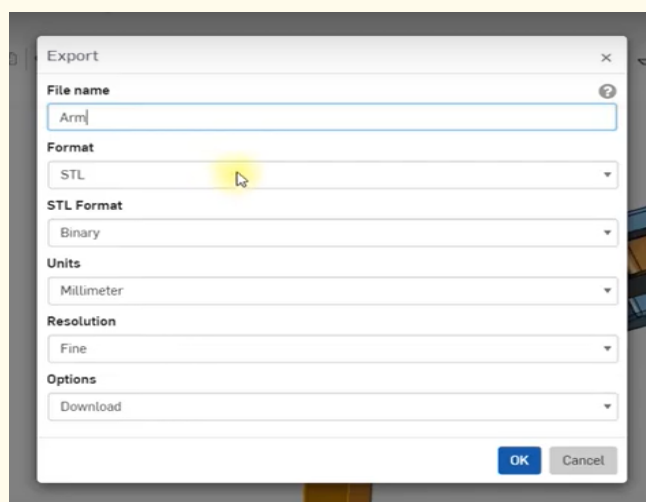 Export
File name
Arm
Format
STL
STL Format
Binary
Units
Millimeter
Resolution
Fine
Options
Download
OK Cancel